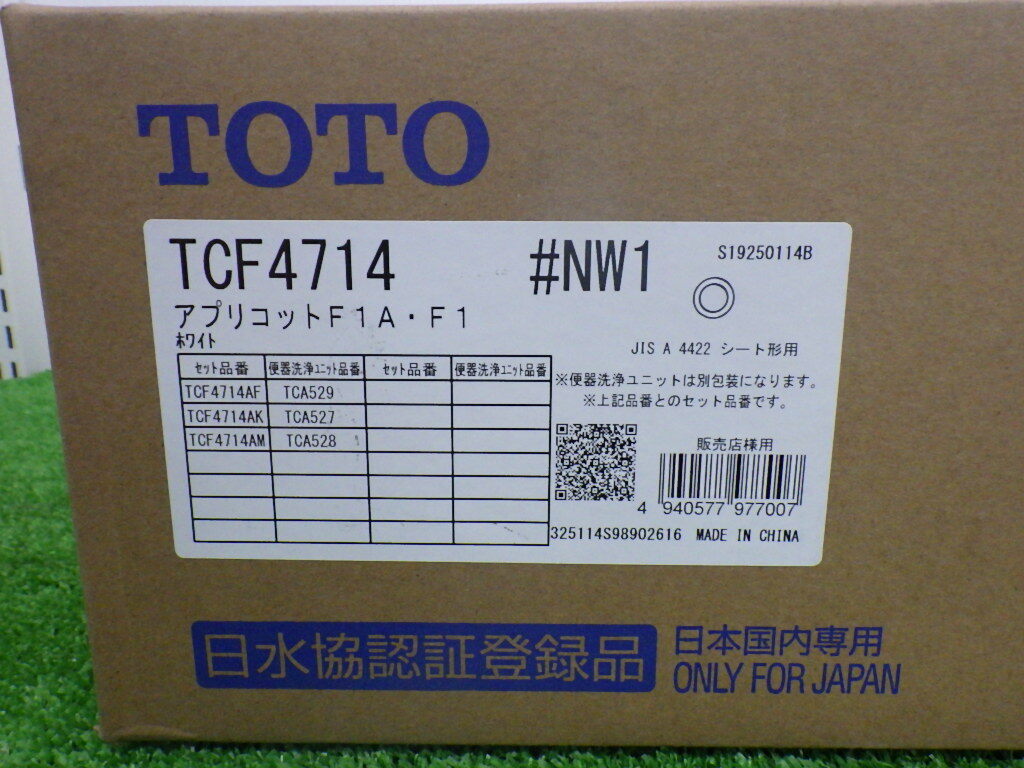 TOTO
TCF4714 #NW1 S19250114B
アプリコットF1A・F1
ホワイト
JIS A 4422 シート形用
セット品番 便器洗浄ユニット品番 セット品番 便器洗浄ユニット品番
TCF4714AF TCA529
TCF4714AK TCA527
TCF4714AM TCA528
※便器洗浄ユニットは別包装になります。
※上記品番とのセット品番です。
販売店様用
4 940577 977007
325114S98902616 MADE IN CHINA
日水協認証登録品
日本国内専用
ONLY FOR JAPAN